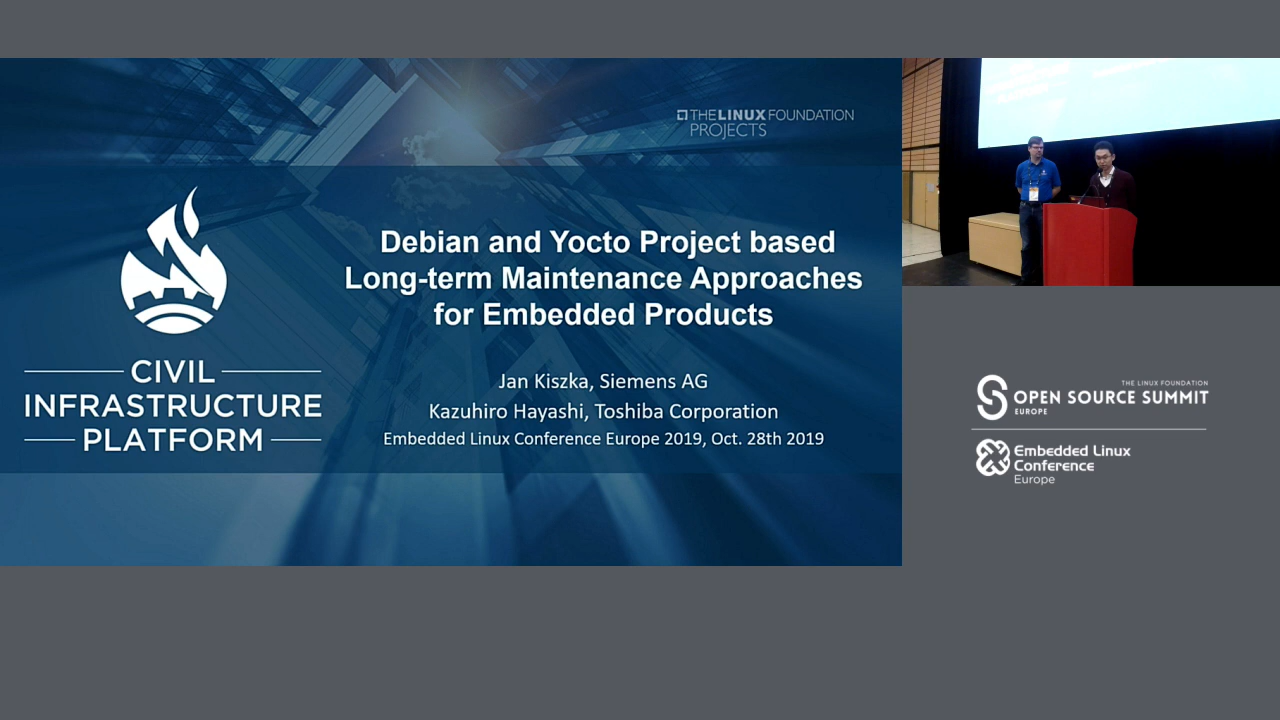 THE LINUX FOUNDATION
PROJECTS
Debian and Yocto Project based
Long-term Maintenance Approaches
for Embedded Products
Jan Kiszka, Siemens AG
Kazuhiro Hayashi, Toshiba Corporation
Embedded Linux Conference Europe 2019, Oct. 28th 2019
CIVIL
INFRASTRUCTURE
PLATFORM
THE LINUX FOUNDATION
OPEN SOURCE SUMMIT
EUROPE
Embedded Linux
Conference
Europe